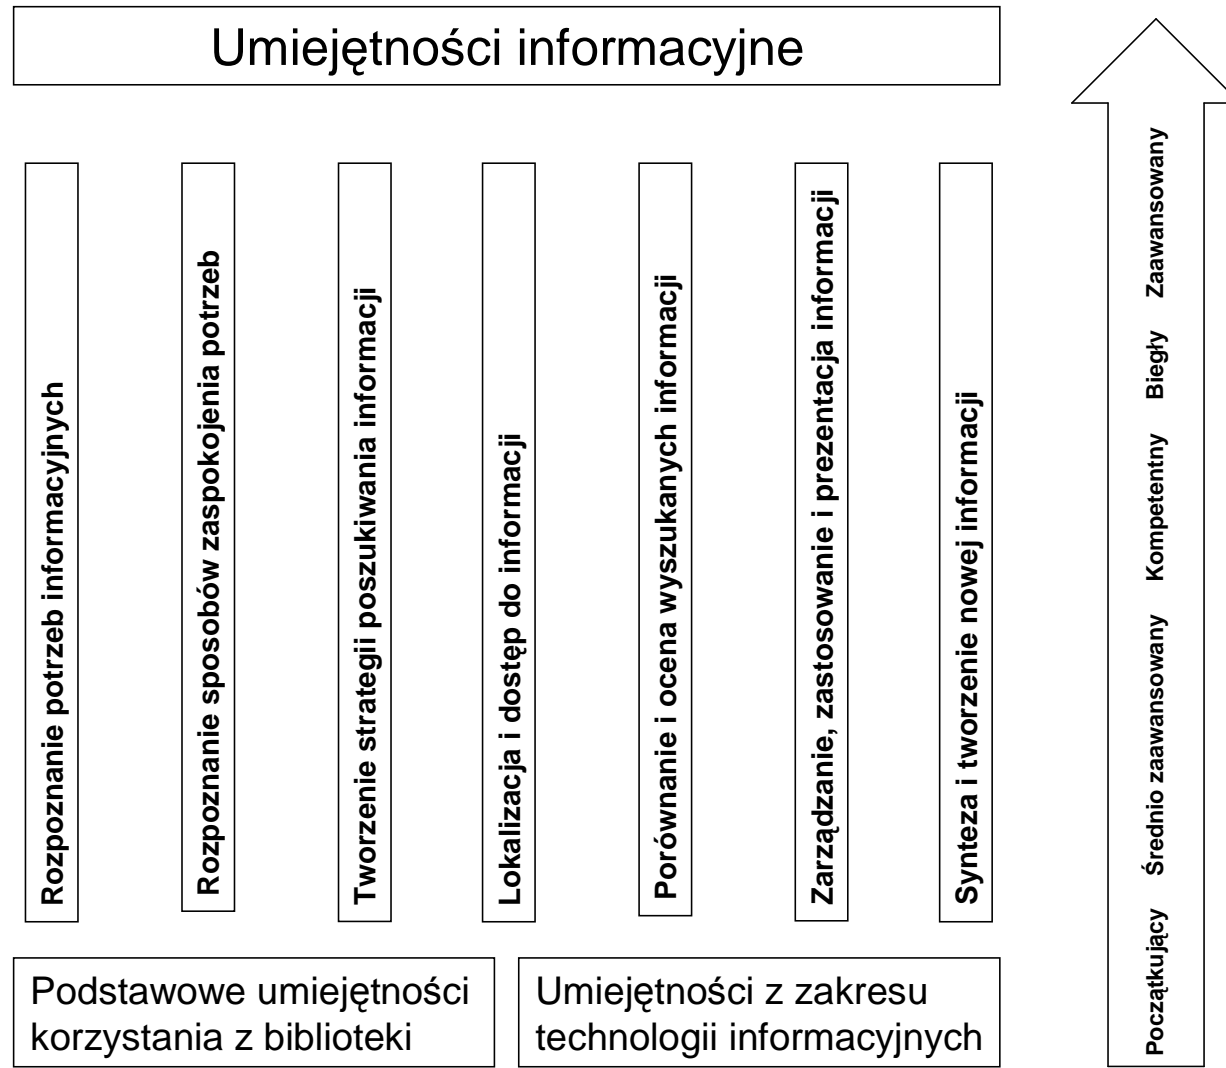 Umiejętności informacyjne
Rozpoznanie potrzeb informacyjnych
Rozpoznanie sposobów zaspokojenia potrzeb
Tworzenie strategii poszukiwania informacji
Lokalizacja i dostęp do informacji
Porównanie i ocena wyszukanych informacji
Zarządzanie, zastosowanie i prezentacja informacji
Synteza i tworzenie nowej informacji
Podstawowe umiejętności
korzystania z biblioteki
Umiejętności z zakresu
technologii informacyjnych
Początkujący Średnio zaawansowany Kompetentny Biegły Zaawansowany